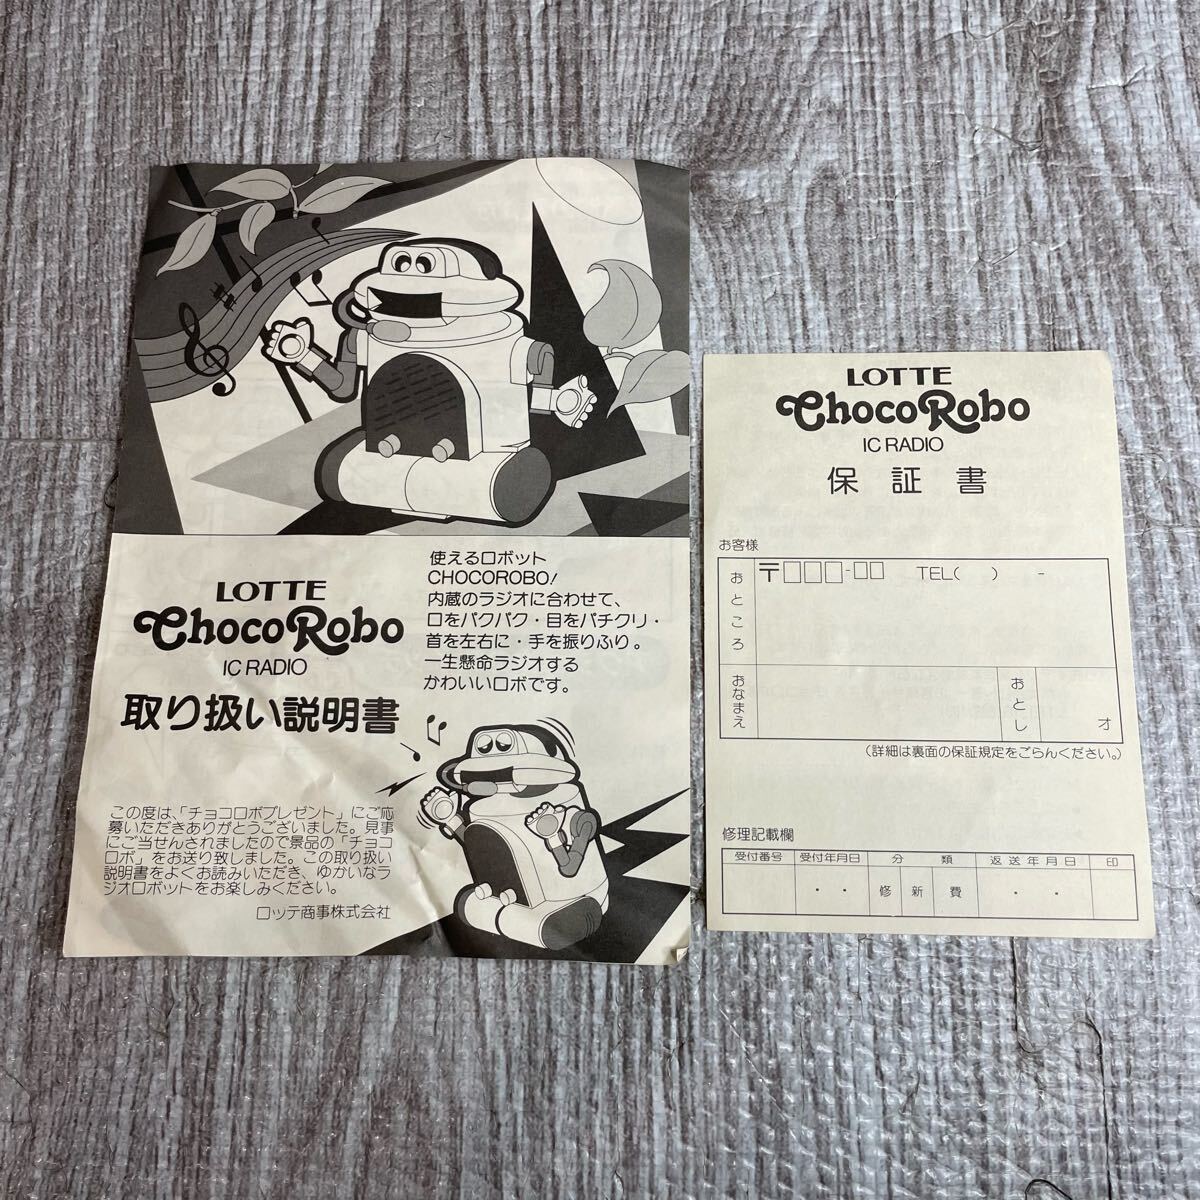 使えるロボット
CHOCOROBO!
内蔵のラジオに合わせて、
口をパクパク・目をパチクリ・
首を左右に・手を振りふり。
一生懸命ラジオする
かわいいロボです。
LOTTE
ChocoRobo
IC RADIO
取り扱い説明書
この度は、「チョコロボプレゼント」にご応
募いただきありがとうございました。見事
にご当せんされましたので景品の「チョコ
ロボ」をお送り致しました。この取り扱い
説明書をよくお読みいただき、ゆかいなラ
ジオロボットをお楽しみください。
ロッテ商事株式会社
LOTTE
ChocoRobo
IC RADIO
保証書
お客様
おところ
〒□□□-□□ TEL( ) -
おなまえ
おとし
才
(詳細は裏面の保証規定をごらんください。)
修理記載欄
受付番号 受付年月日 分類 返送年月日 印
・・ 修 新 費 ・・